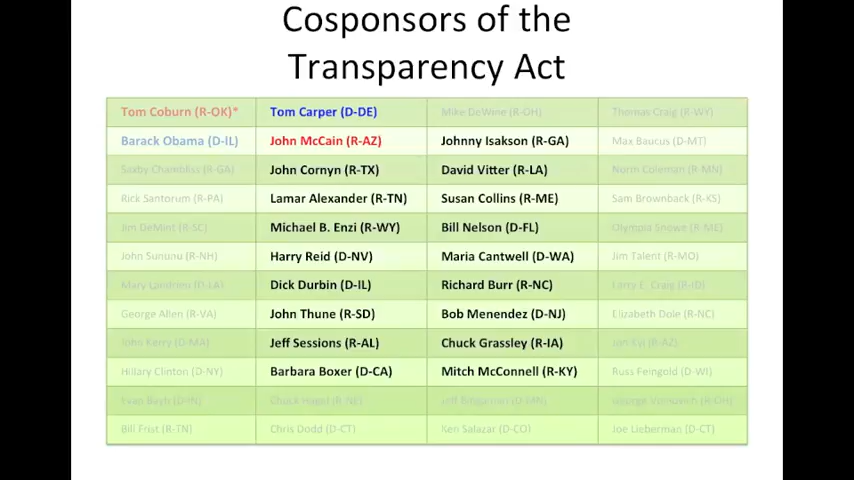 Cosponsors of the
Transparency Act
Tom Coburn (R-OK)* Tom Carper (D-DE) Mike DeWine (R-OH) Thomas Craig (R-WY)
Barack Obama (D-IL) John McCain (R-AZ) Johnny Isakson (R-GA) Max Baucus (D-MT)
Saxby Chambliss (R-GA) John Cornyn (R-TX) David Vitter (R-LA) Norm Coleman (R-MN)
Rick Santorum (R-PA) Lamar Alexander (R-TN) Susan Collins (R-ME) Sam Brownback (R-KS)
Jim DeMint (R-SC) Michael B. Enzi (R-WY) Bill Nelson (D-FL) Olympia Snowe (R-ME)
John Sununu (R-NH) Harry Reid (D-NV) Maria Cantwell (D-WA) Jim Talent (R-MO)
Mary Landrieu (D-LA) Dick Durbin (D-IL) Richard Burr (R-NC) Larry E. Craig (R-ID)
George Allen (R-VA) John Thune (R-SD) Bob Menendez (D-NJ) Elizabeth Dole (R-NC)
John Kerry (D-MA) Jeff Sessions (R-AL) Chuck Grassley (R-IA) Jon Kyl (R-AZ)
Hillary Clinton (D-NY) Barbara Boxer (D-CA) Mitch McConnell (R-KY) Russ Feingold (D-WI)
Evan Bayh (D-IN) Chuck Hagel (R-NE) Jeff Bingaman (D-NM) George Voinovich (R-OH)
Bill Frist (R-TN) Chris Dodd (D-CT) Ken Salazar (D-CO) Joe Lieberman (D-CT)